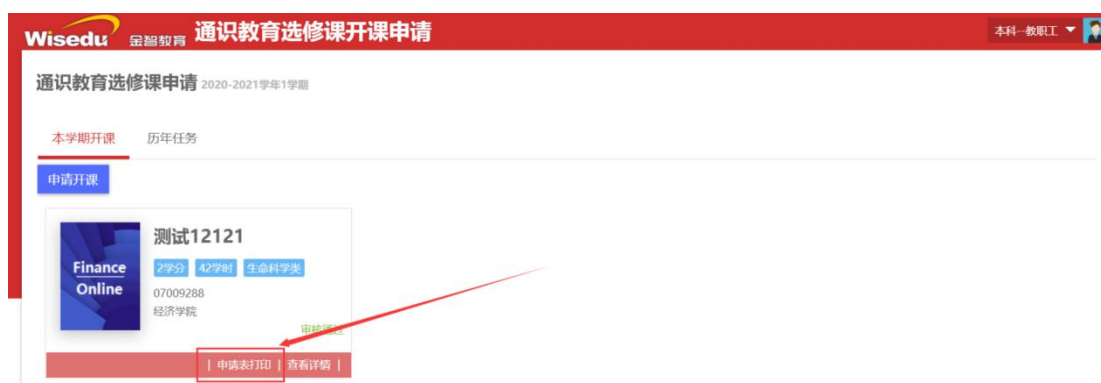 Wisedu 金智教育 通识教育选修课开课申请 本科--教职工
通识教育选修课申请 2020-2021学年1学期
本学期开课 历年任务
申请开课
测试12121
Finance
Online
2学分 42学时 生命科学类
07009288
经济学院
审核通过
| 申请表打印 | 查看详情 |